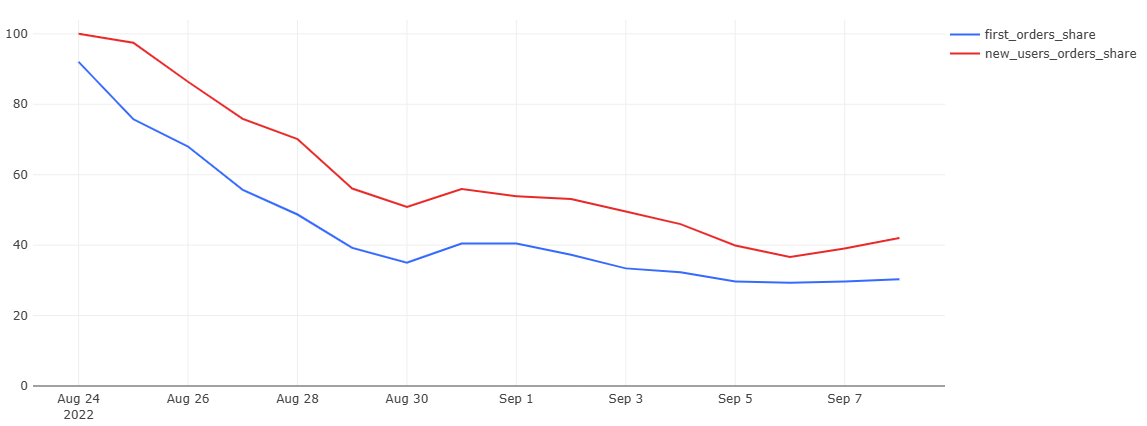 100
80
60
40
20
0
Aug 24
2022
Aug 26
Aug 28
Aug 30
Sep 1
Sep 3
Sep 5
Sep 7
first_orders_share
new_users_orders_share